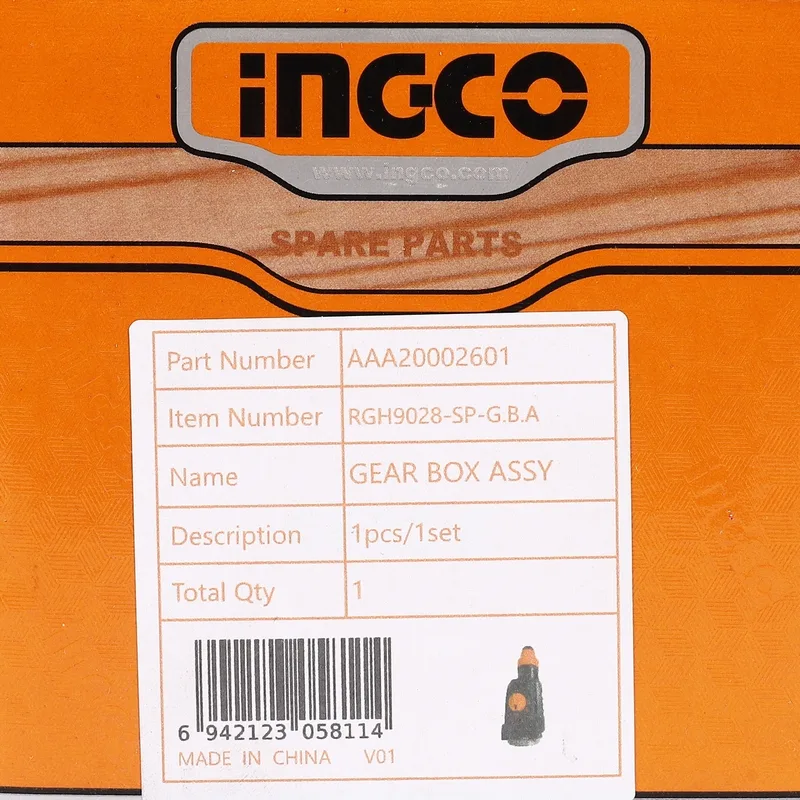 INGCO
www.ingco.com
SPARE PARTS
Part Number AAA20002601
Item Number RGH9028-SP-G.B.A
Name GEAR BOX ASSY
Description 1pcs/1set
Total Qty 1
6 942123 058114
MADE IN CHINA V01